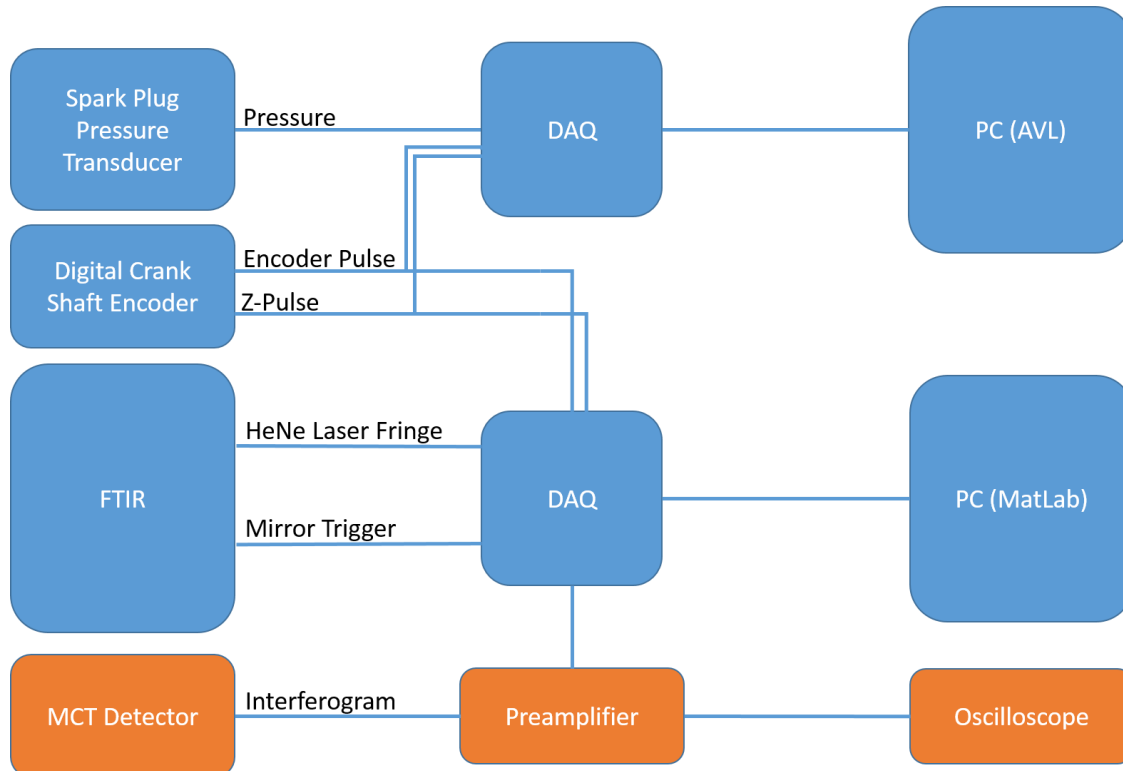 Spark Plug
Pressure
Transducer
Pressure
DAQ
PC (AVL)
Digital Crank
Shaft Encoder
Encoder Pulse
Z-Pulse
FTIR
HeNe Laser Fringe
Mirror Trigger
DAQ
PC (MatLab)
MCT Detector
Interferogram
Preamplifier
Oscilloscope